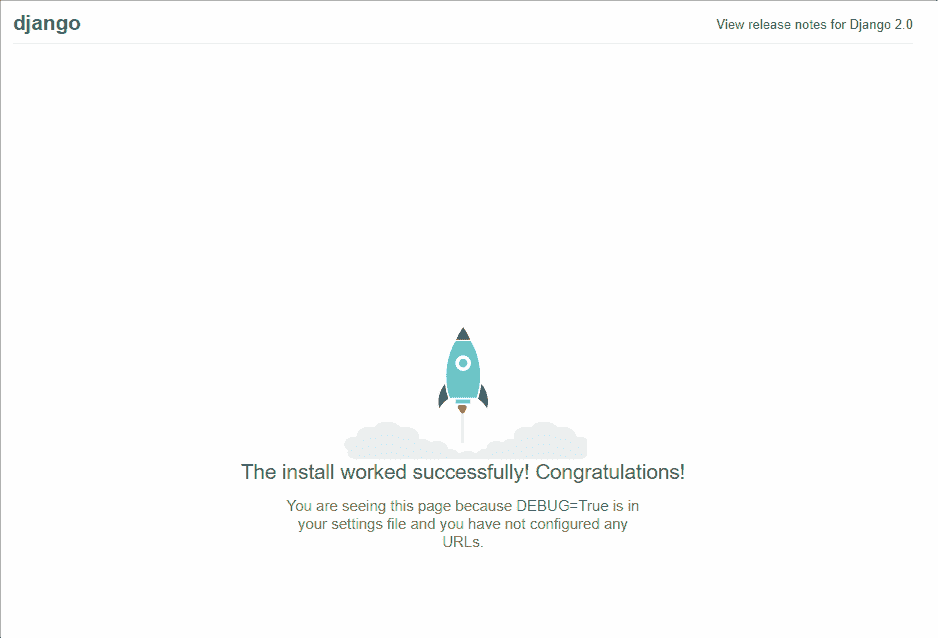 django
View release notes for Django 2.0
The install worked successfully! Congratulations!
You are seeing this page because DEBUG=True is in
your settings file and you have not configured any
URLs.